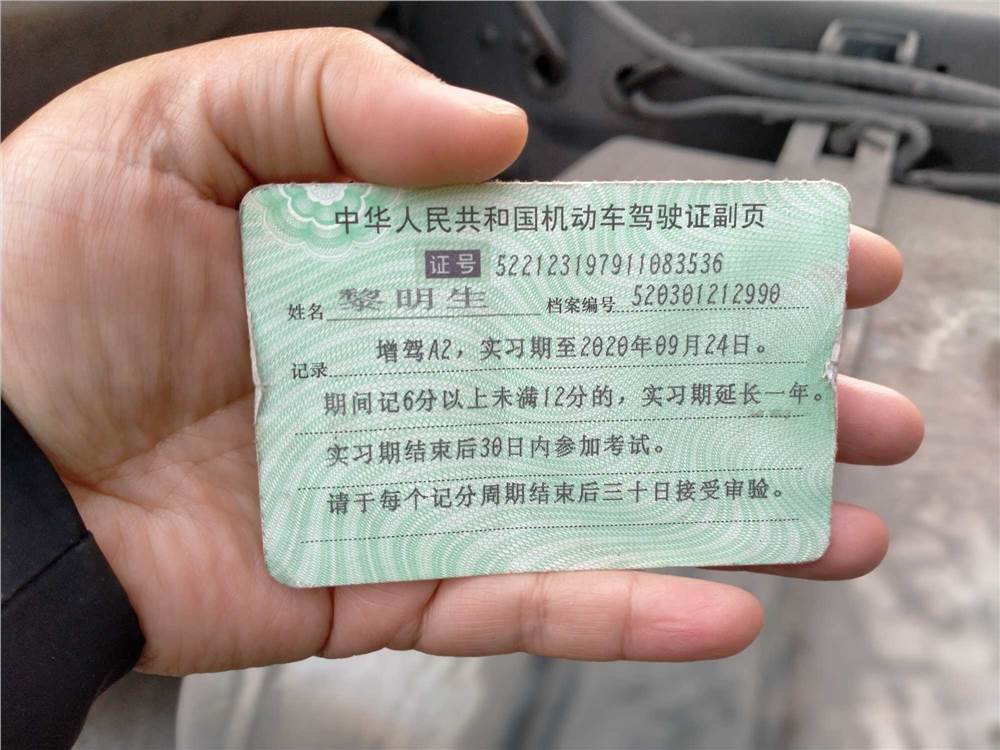 中华人民共和国机动车驾驶证副页
证号 522123197911083536
姓名 黎明生 档案编号 520301212990
记录 增驾A2，实习期至2020年09月24日。
期间记6分以上未满12分的，实习期延长一年。
实习期结束后30日内参加考试。
请于每个记分周期结束后三十日接受审验。